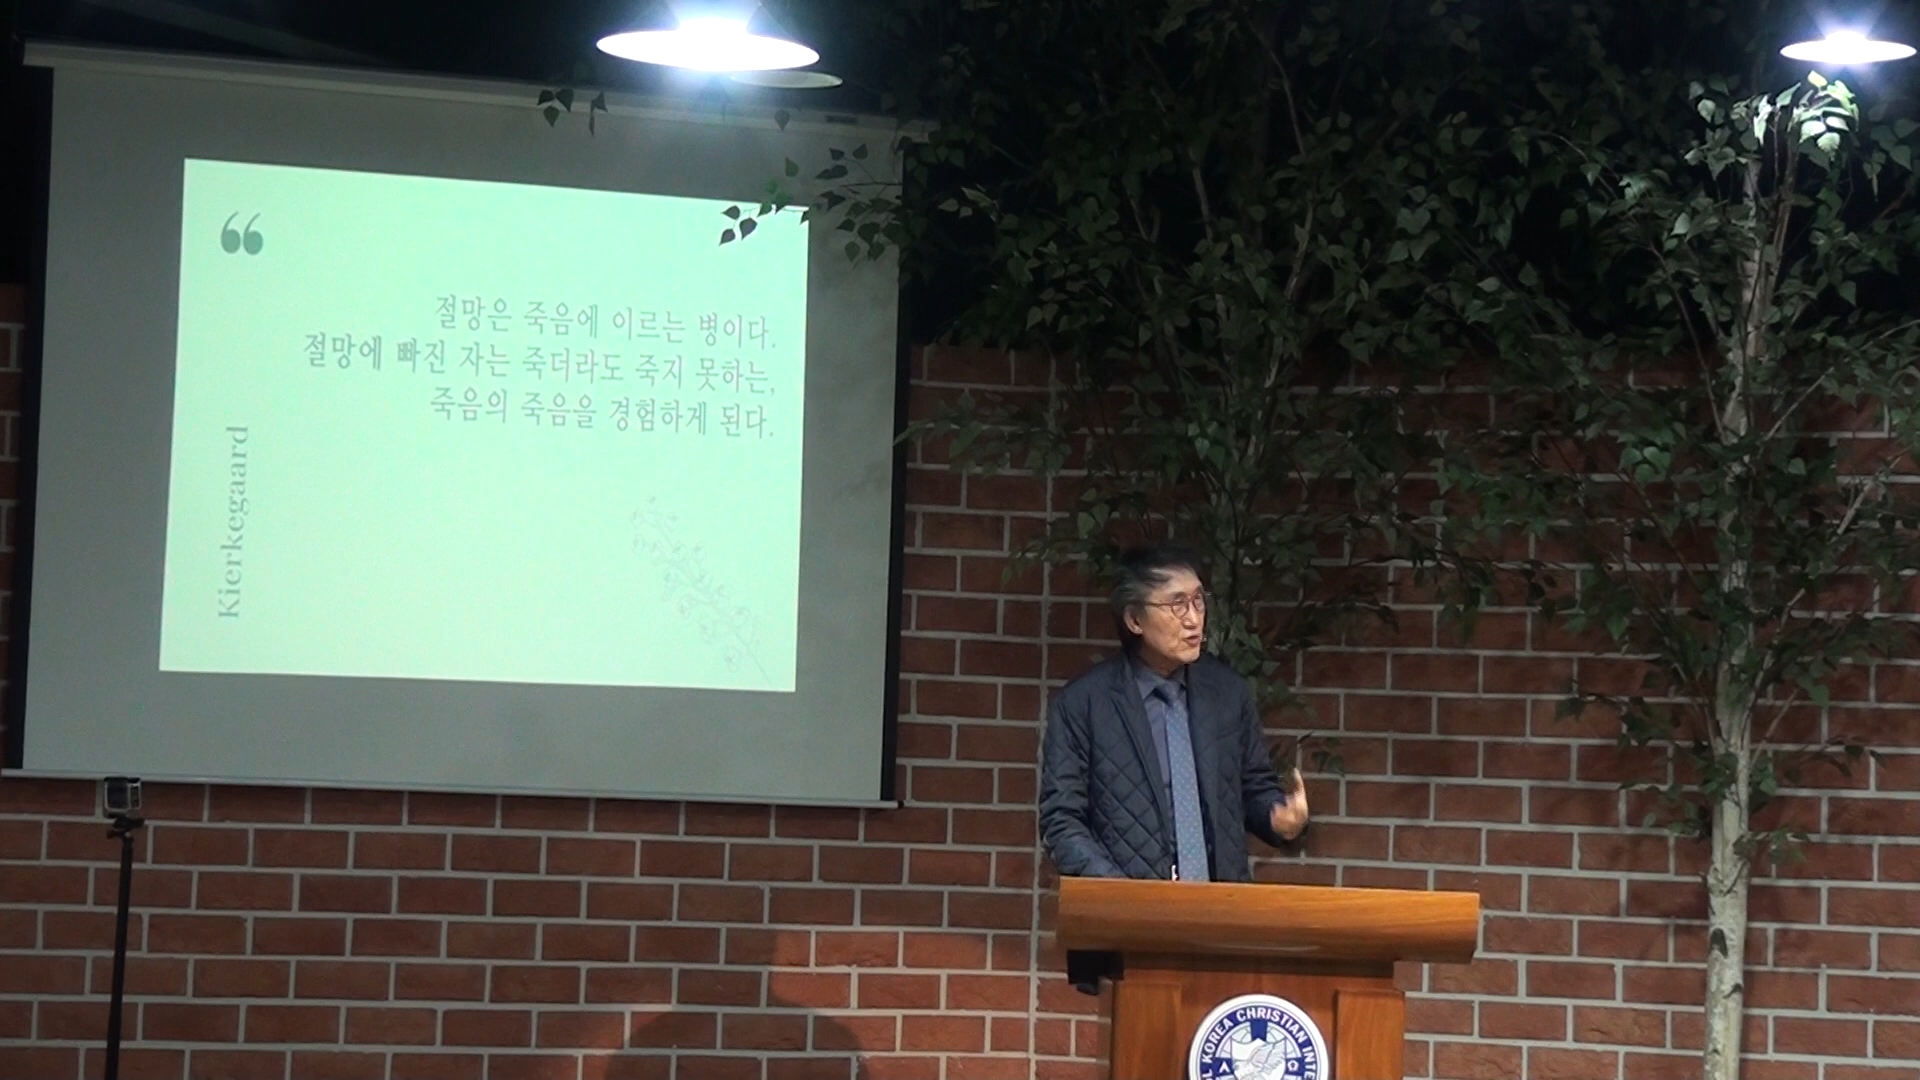 ❝
절망은 죽음에 이르는 병이다.
절망에 빠진 자는 죽더라도 죽지 못하는,
죽음의 죽음을 경험하게 된다.
Kierkegaard
KOREA CHRISTIAN